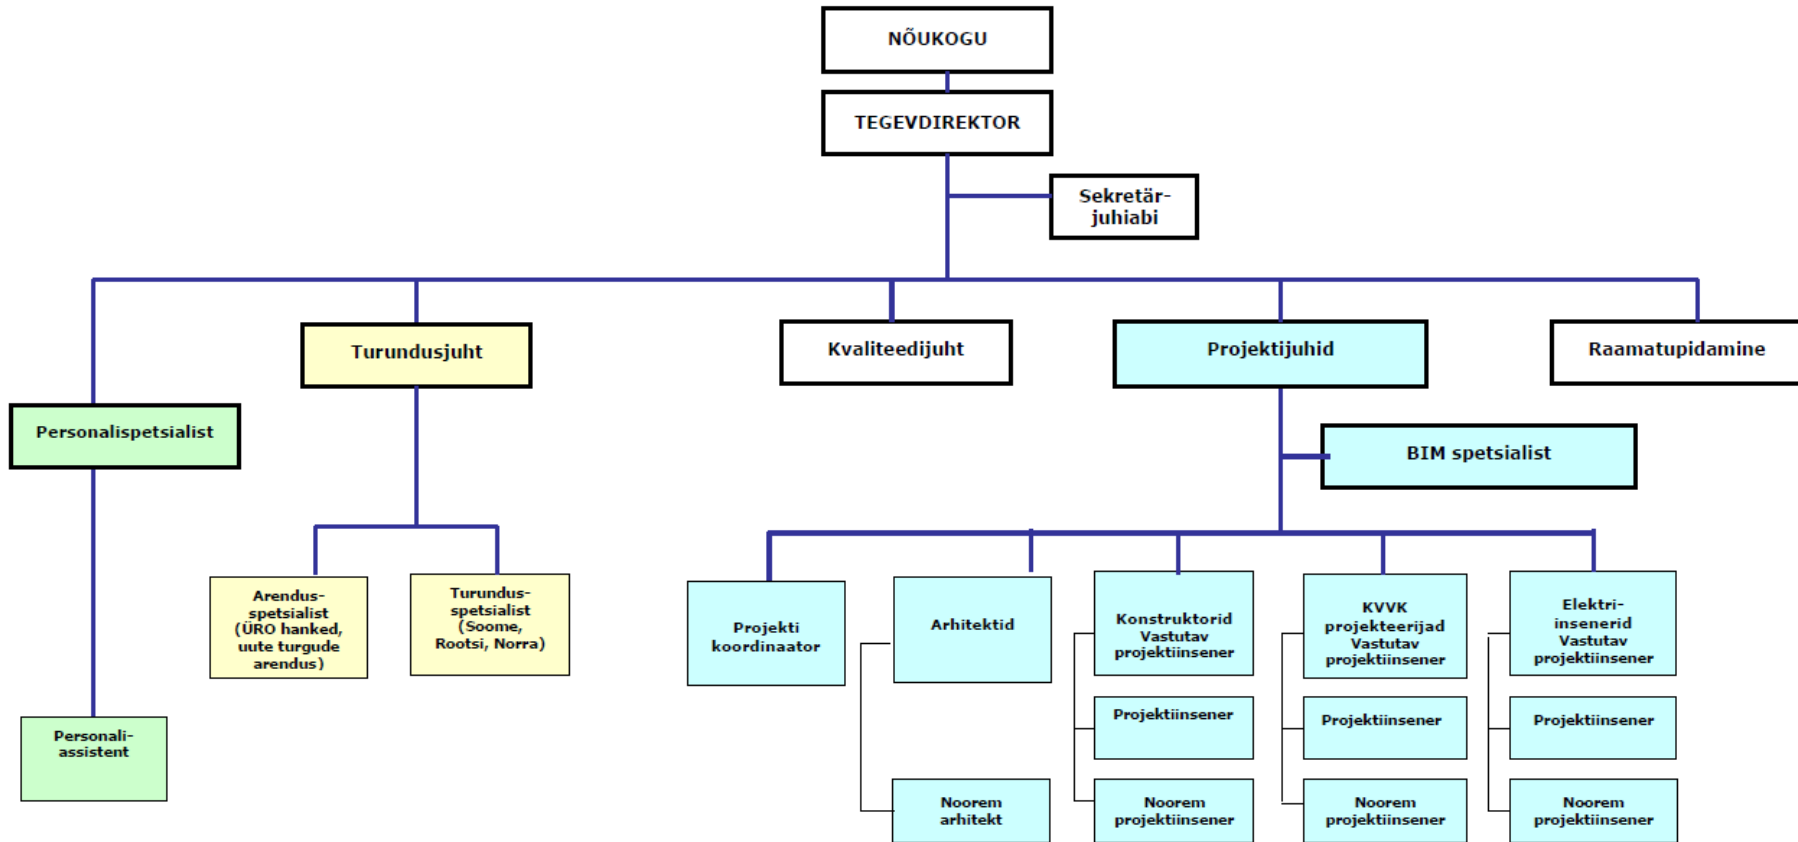 NÕUKOGU
TEGEVDIREKTOR
Sekretär-
juhiabi
Turundusjuht
Kvaliteedijuht
Projektijuhid
Raamatupidamine
Personalispetsialist
BIM spetsialist
Arendus-
spetsialist
(ÜRO hanked,
uute turgude
arendus)
Turundus-
spetsialist
(Soome,
Rootsi, Norra)
Projekti
koordinaator
Arhitektid
Konstruktorid
Vastutav
projektiinsener
KVVK
projekteerijad
Vastutav
projektiinsener
Elektri-
insenerid
Vastutav
projektiinsener
Personali-
assistent
Projektiinsener
Projektiinsener
Projektiinsener
Noorem
arhitekt
Noorem
projektiinsener
Noorem
projektiinsener
Noorem
projektiinsener